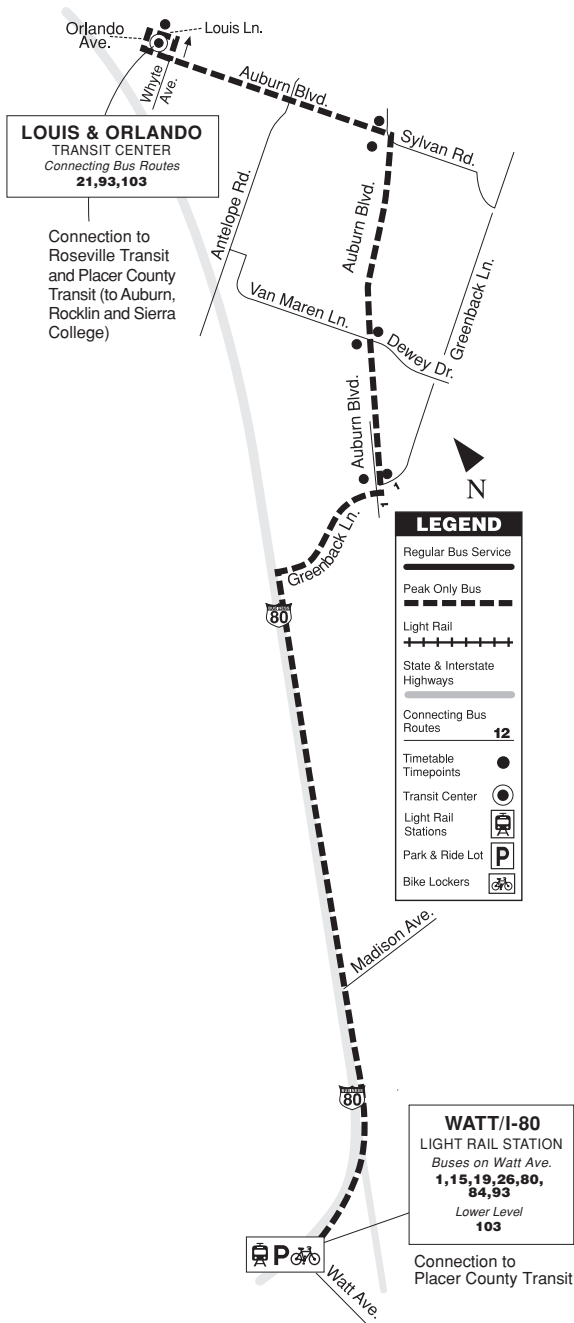 Orlando
Ave.
Louis Ln.
Whyte
Ave.
Auburn Blvd.
LOUIS & ORLANDO
TRANSIT CENTER
Connecting Bus Routes
21,93,103
Connection to
Roseville Transit
and Placer County
Transit (to Auburn,
Rocklin and Sierra
College)
Antelope Rd.
Sylvan Rd.
Auburn Blvd.
Greenback Ln.
Van Maren Ln.
Dewey Dr.
Auburn Blvd.
1
1
Greenback Ln.
N
LEGEND
Regular Bus Service
Peak Only Bus
Light Rail
State & Interstate
Highways
Connecting Bus
Routes 12
Timetable
Timepoints
Transit Center
Light Rail
Stations
Park & Ride Lot P
Bike Lockers
BUSINESS
80
Madison Ave.
BUSINESS
80
WATT/I-80
LIGHT RAIL STATION
Buses on Watt Ave.
1,15,19,26,80,
84,93
Lower Level
103
Connection to
Placer County Transit
P
Watt Ave.